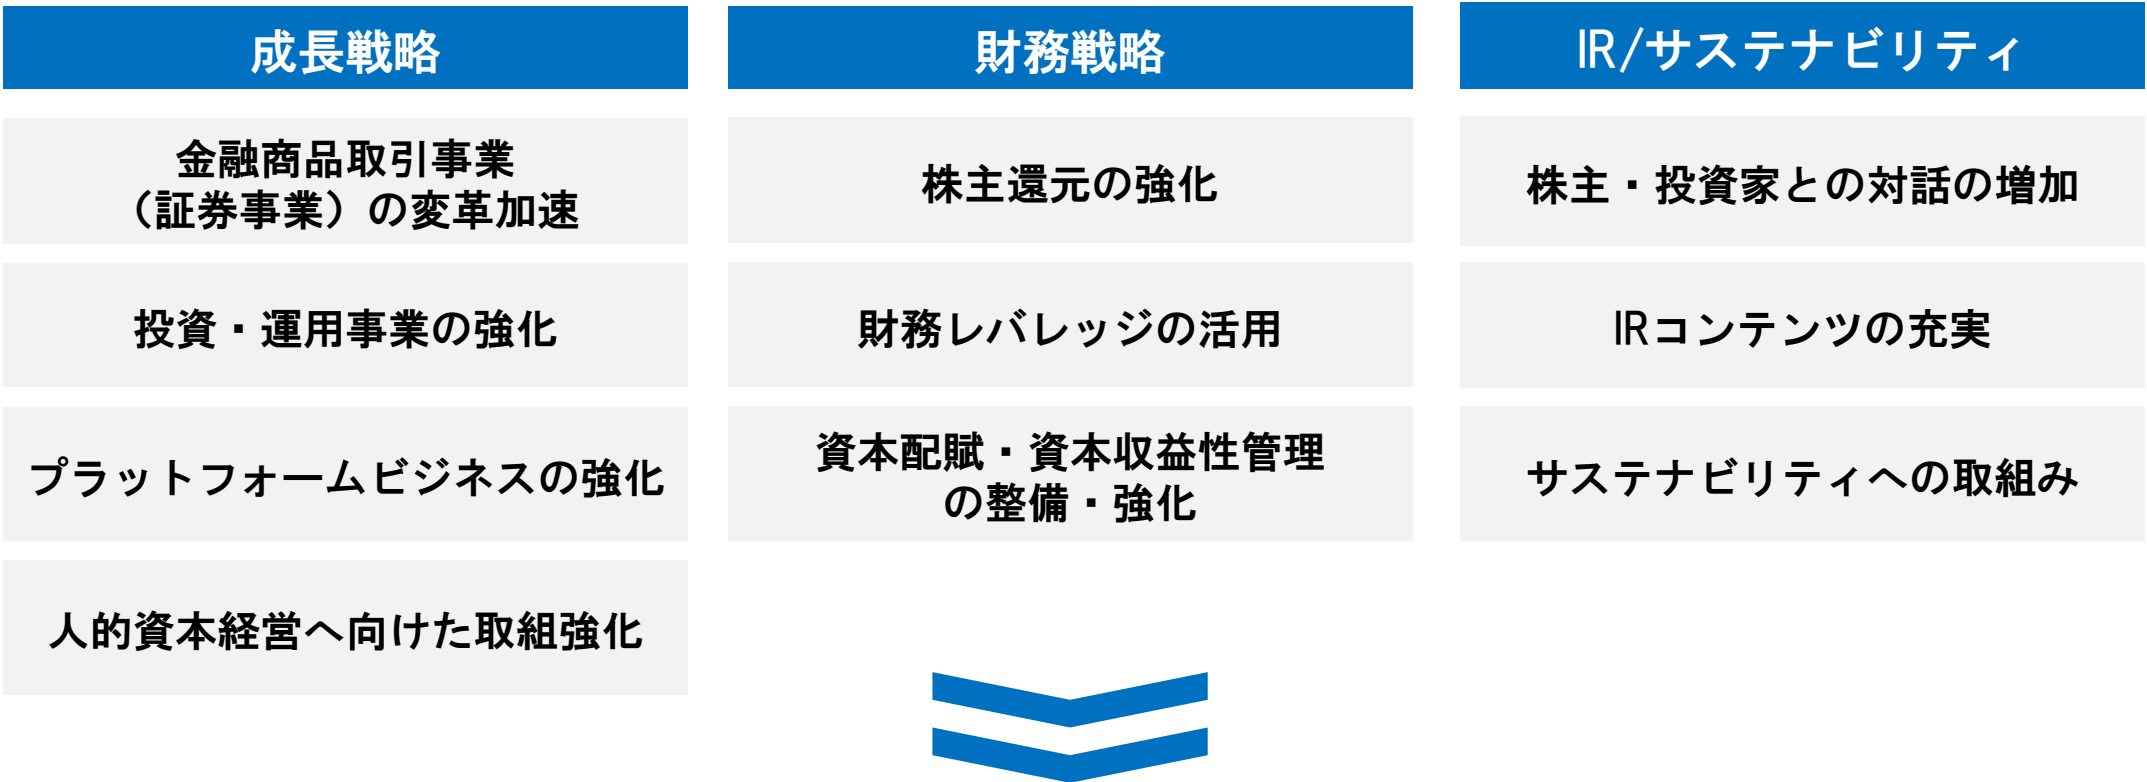 成長戦略
金融商品取引事業
（証券事業）の変革加速
投資・運用事業の強化
プラットフォームビジネスの強化
人的資本経営へ向けた取組強化
財務戦略
株主還元の強化
財務レバレッジの活用
資本配賦・資本収益性管理
の整備・強化
IR/サステナビリティ
株主・投資家との対話の増加
IRコンテンツの充実
サステナビリティへの取組み